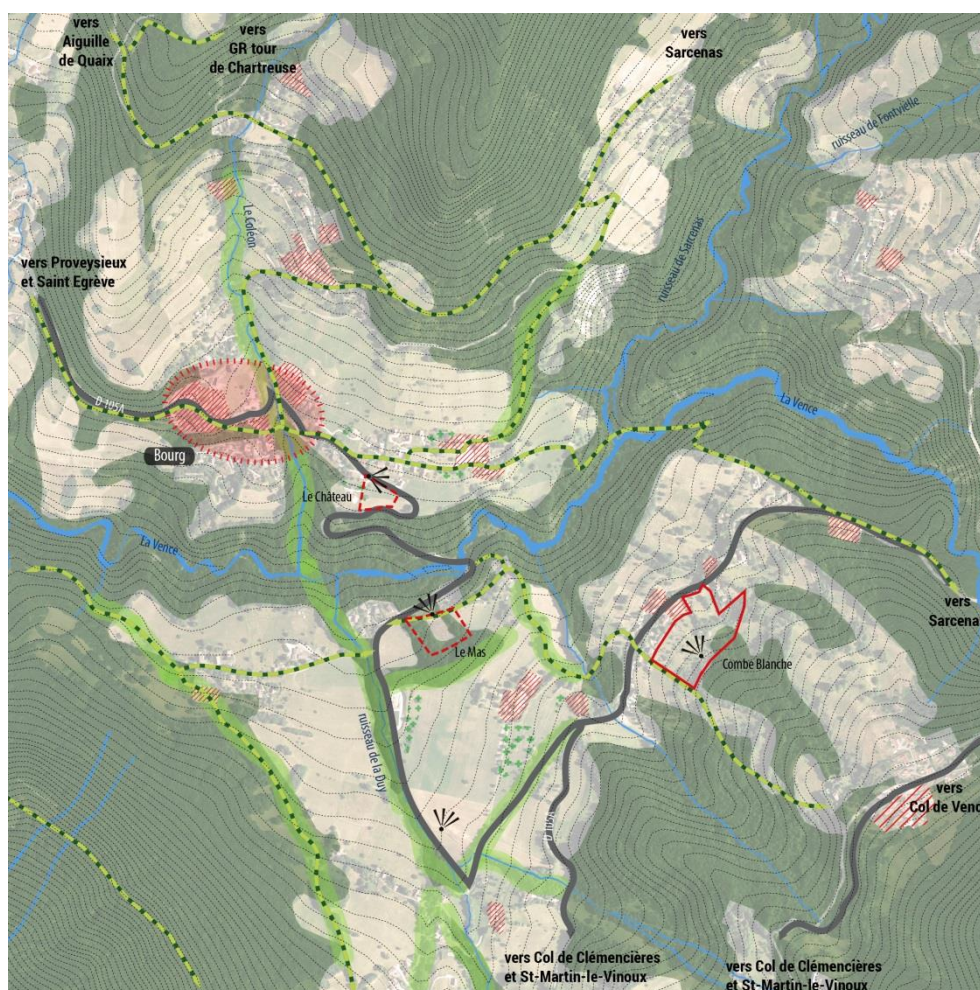 vers
Aiguille
de Quaix
vers
GR tour
de Chartreuse
vers
Sarcenas
ruisseau de Fontvielle
Le Coléon
ruisseau de Sarcenas
vers Proveysieux
et Saint Egrève
D 105A
La Vence
Bourg
Le Château
La Vence
vers
Sarcena
Le Mas
Combe Blanche
ruisseau de la Duy
vers
Col de Venc
vers Col de Clémencières
et St-Martin-le-Vinoux
vers Col de Clémencières
et St-Martin-le-Vinoux